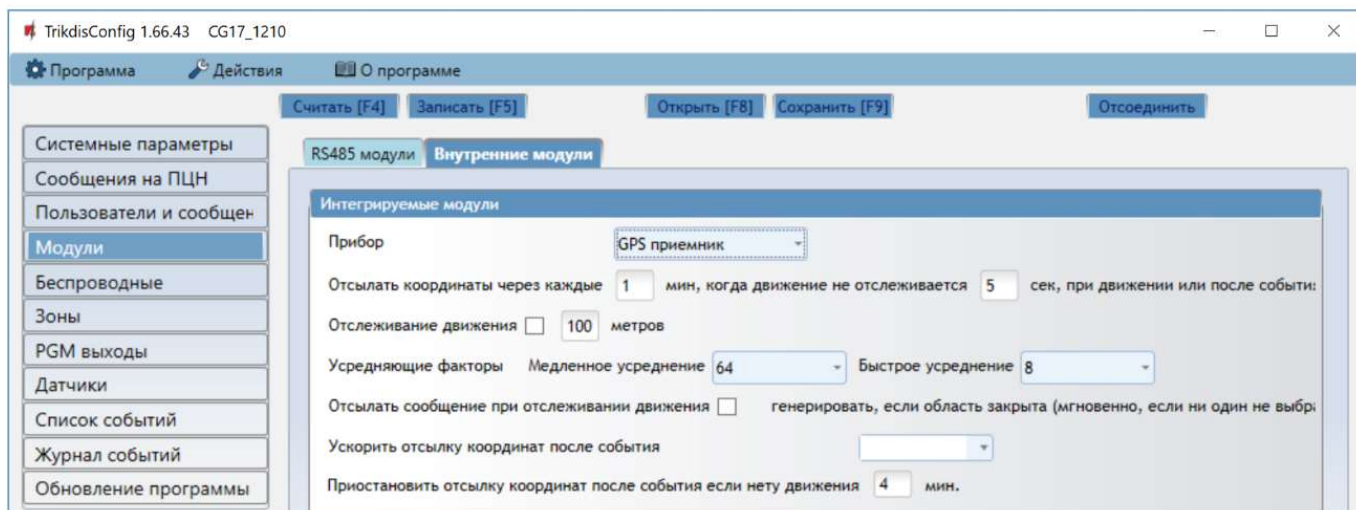 TrikdisConfig 1.66.43 CG17_1210
Программа Действия О программе
Считать [F4] Записать [F5] Открыть [F8] Сохранить [F9] Отсоединить
Системные параметры
Сообщения на ПЦН
Пользователи и сообщен
Модули
Беспроводные
Зоны
PGM выходы
Датчики
Список событий
Журнал событий
Обновление программы
RS485 модули Внутренние модули
Интегрируемые модули
Прибор GPS приемник
Отсылать координаты через каждые 1 мин, когда движение не отслеживается 5 сек, при движении или после событи
Отслеживание движения 100 метров
Усредняющие факторы Медленное усреднение 64 Быстрое усреднение 8
Отсылать сообщение при отслеживании движения генерировать, если область закрыта (мгновенно, если ни один не выбр
Ускорить отсылку координат после события
Приостановить отсылку координат после события если нету движения 4 мин.